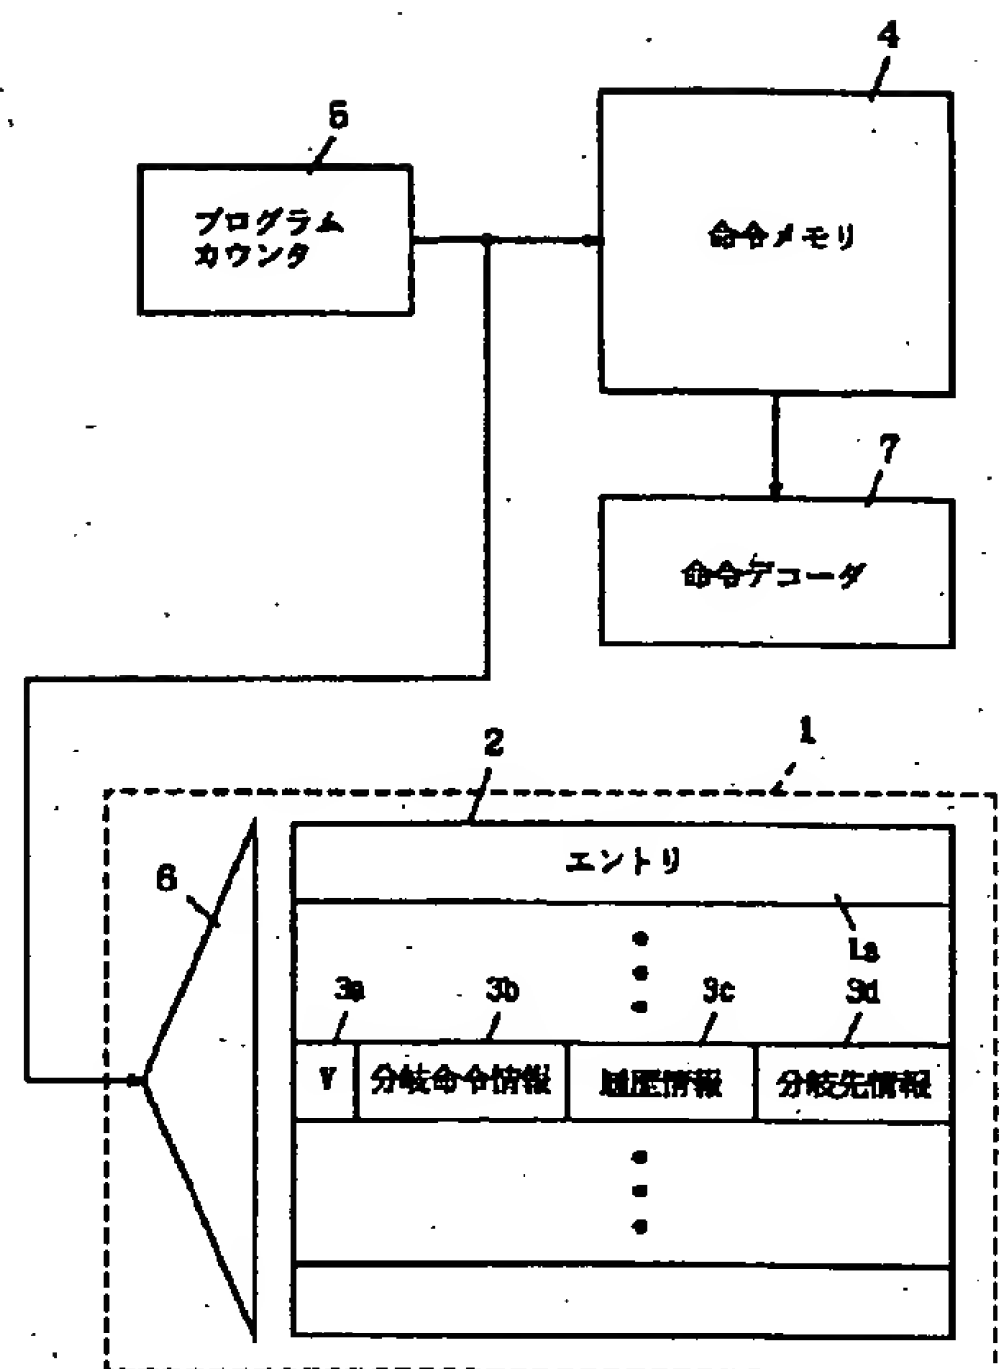 4
5
プログラム
カウンタ
命令メモリ
7
命令デコーダ
1
2
エントリ
6
1a
3a 3b 3c 3d
V 分岐命令情報 履歴情報 分岐先情報